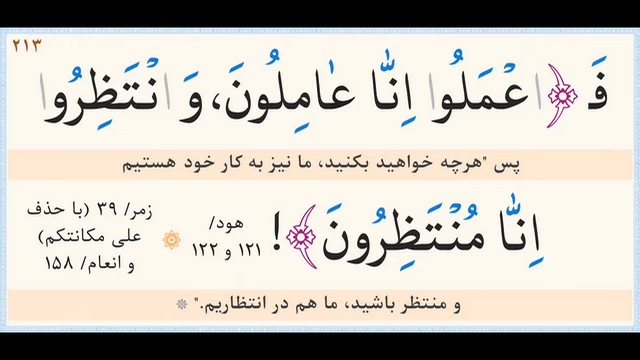 ۲۱۳
فَ ﴿اعْمَلُوا اِنّٰا عٰامِلُونَ، وَ انْتَظِرُوا
پس "هرچه خواهید بکنید، ما نیز به کار خود هستیم
اِنّٰا مُنْتَظِرُونَ﴾!
هود/
۱۲۱ و ۱۲۲
زمر/ ۳۹ (با حذف
علی مکانتکم)
و انعام/ ۱۵۸
و منتظر باشید، ما هم در انتظاریم."